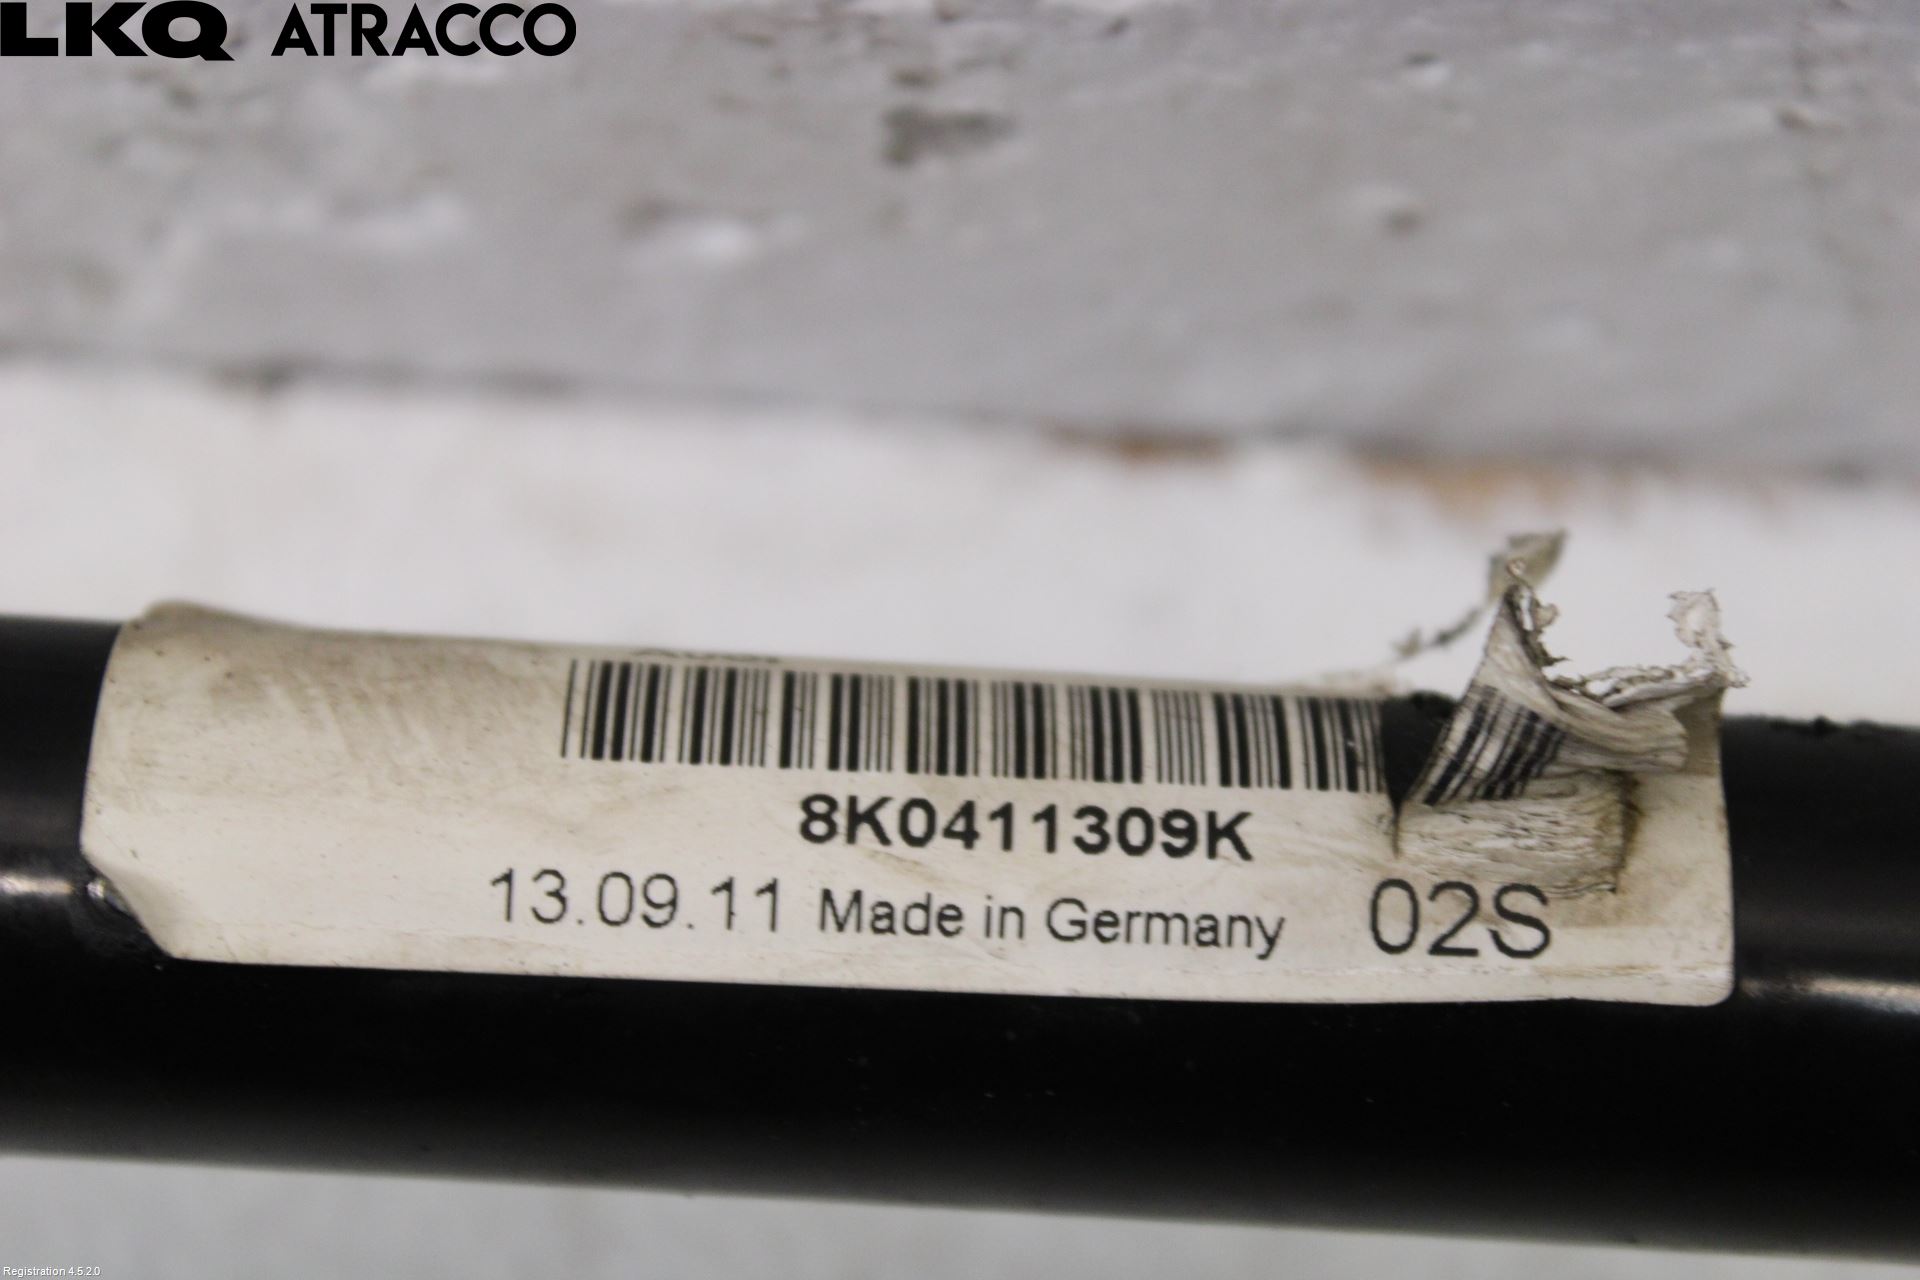 LKQ ATRACCO
8K0411309K
13.09.11 Made in Germany 02S
Registration 4.5.2.0